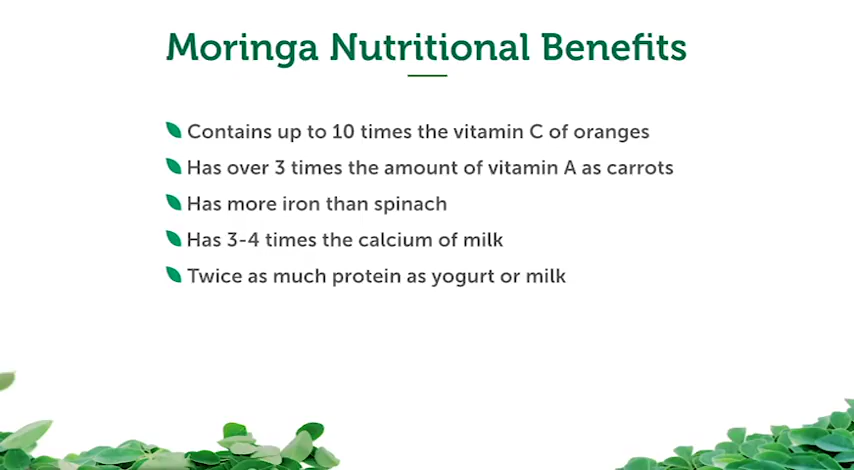 Moringa Nutritional Benefits
Contains up to 10 times the vitamin C of oranges
Has over 3 times the amount of vitamin A as carrots
Has more iron than spinach
Has 3-4 times the calcium of milk
Twice as much protein as yogurt or milk